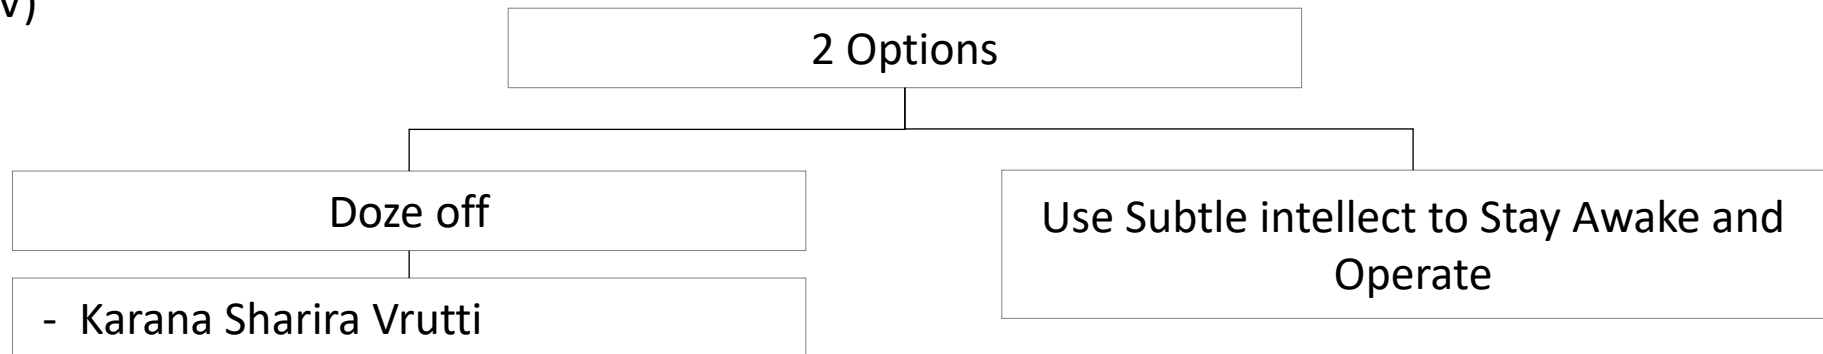 V)
2 Options
Doze off
Use Subtle intellect to Stay Awake and
Operate
- Karana Sharira Vrutti